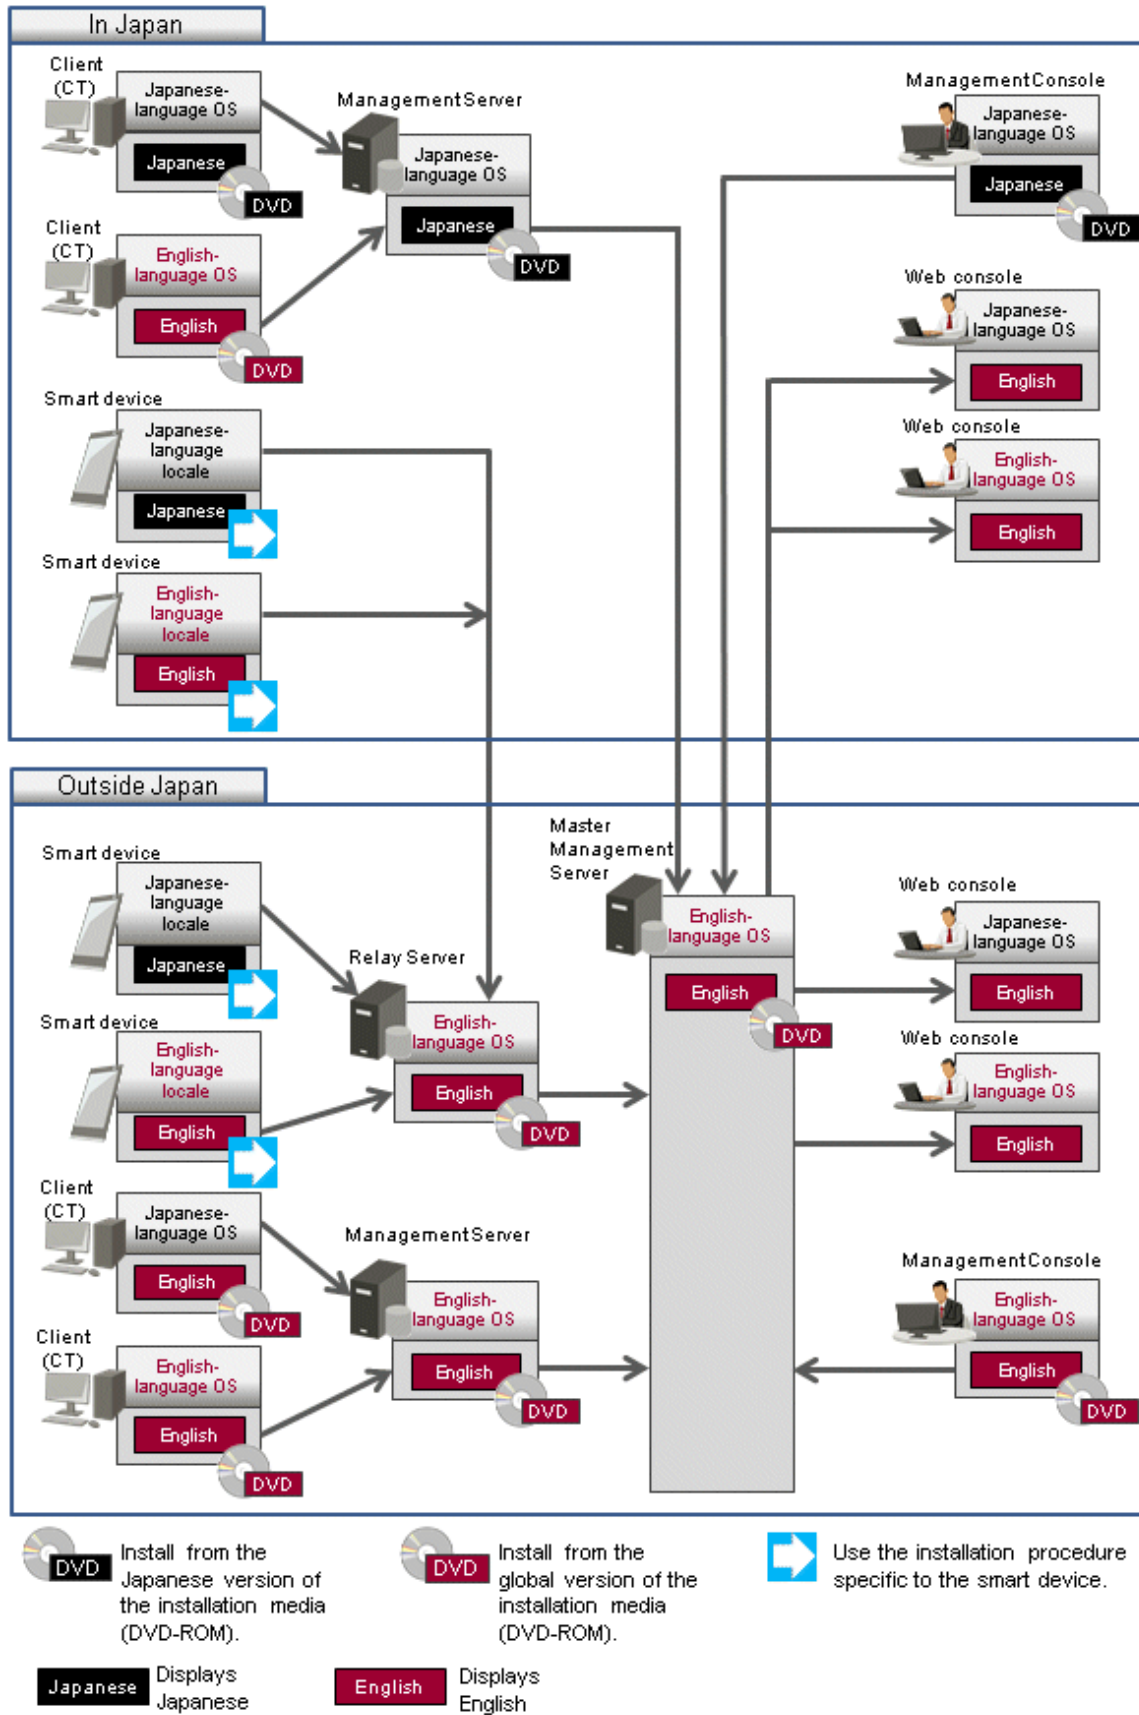 In Japan
Client
(CT)
Japanese-
language OS
Japanese
DVD
ManagementServer
Japanese-
language OS
Japanese
DVD
ManagementConsole
Japanese-
language OS
Japanese
DVD
Client
(CT)
English-
language OS
English
DVD
Web console
Japanese-
language OS
English
Smart device
Japanese-
language
locale
Japanese
Web console
English-
language OS
English
Smart device
English-
language
locale
English
Outside Japan
Smart device
Japanese-
language
locale
Japanese
Relay Server
English-
language OS
English
DVD
Master
Management
Server
English-
language OS
English
DVD
Web console
Japanese-
language OS
English
Smart device
English-
language
locale
English
Web console
English-
language OS
English
Client
(CT)
Japanese-
language OS
English
DVD
ManagementServer
English-
language OS
English
DVD
ManagementConsole
English-
language OS
English
DVD
Client
(CT)
English-
language OS
English
DVD
DVD
Install from the
Japanese version of
the installation media
(DVD-ROM).
DVD
Install from the
global version of the
installation media
(DVD-ROM).
Use the installation procedure
specific to the smart device.
Japanese
Displays
Japanese
English
Displays
English